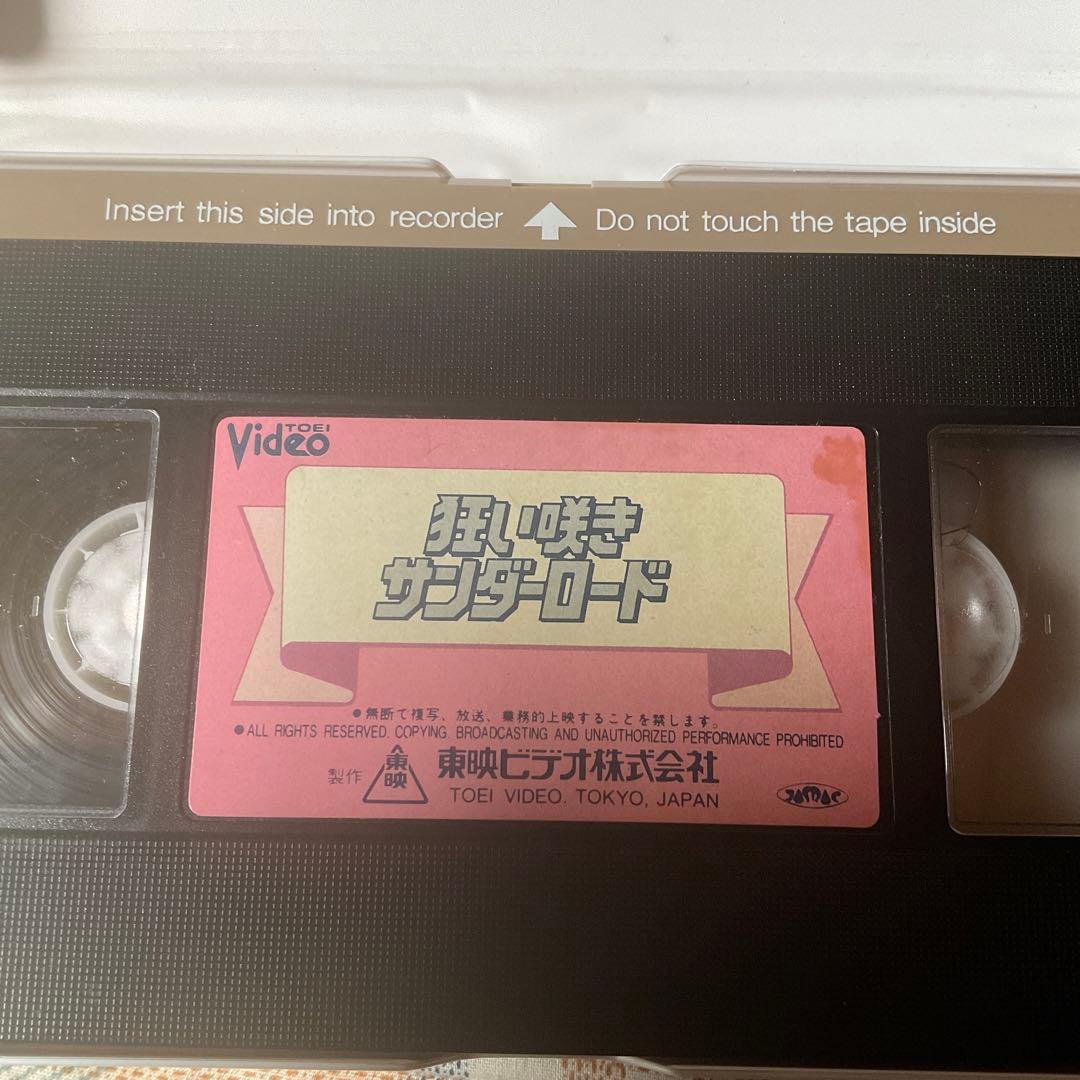 Insert this side into recorder Do not touch the tape inside
TOEI
Video
狂い咲き
サンダーロード
●無断で複写、放送、業務的上映することを禁します。
●ALL RIGHTS RESERVED. COPYING. BROADCASTING AND UNAUTHORIZED PERFORMANCE PROHIBITED
製作 東映 東映ビデオ株式会社
TOEI VIDEO. TOKYO, JAPAN